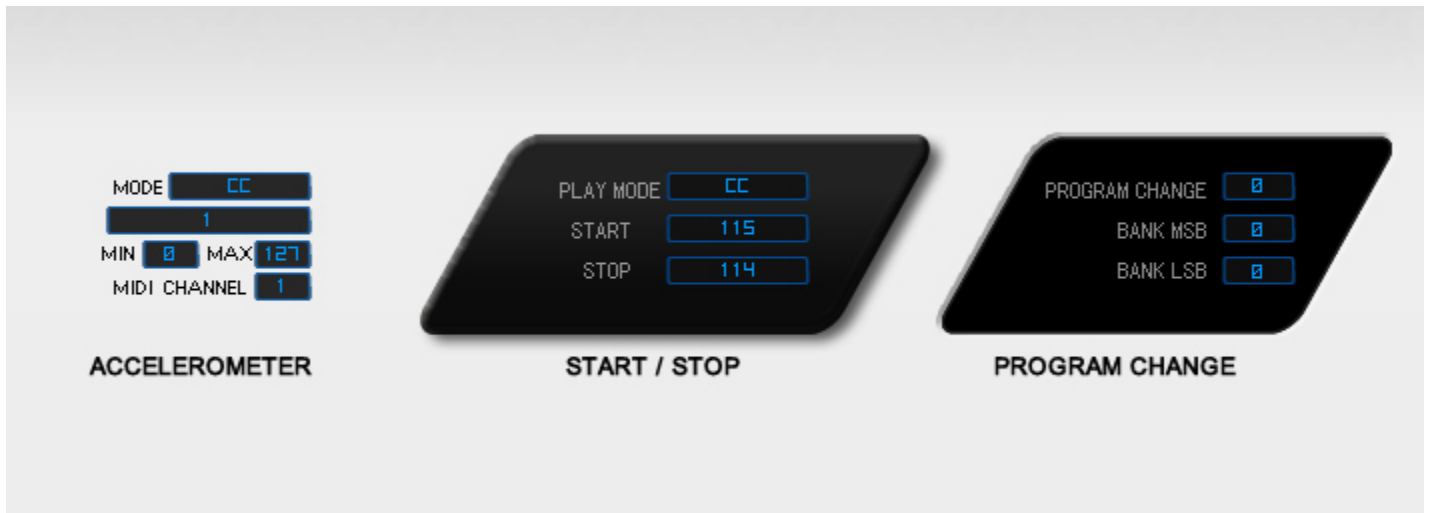 MODE CC
1
MIN 0 MAX 127
MIDI CHANNEL 1
ACCELEROMETER
PLAY MODE CC
START 115
STOP 114
START / STOP
PROGRAM CHANGE 0
BANK MSB 0
BANK LSB 0
PROGRAM CHANGE